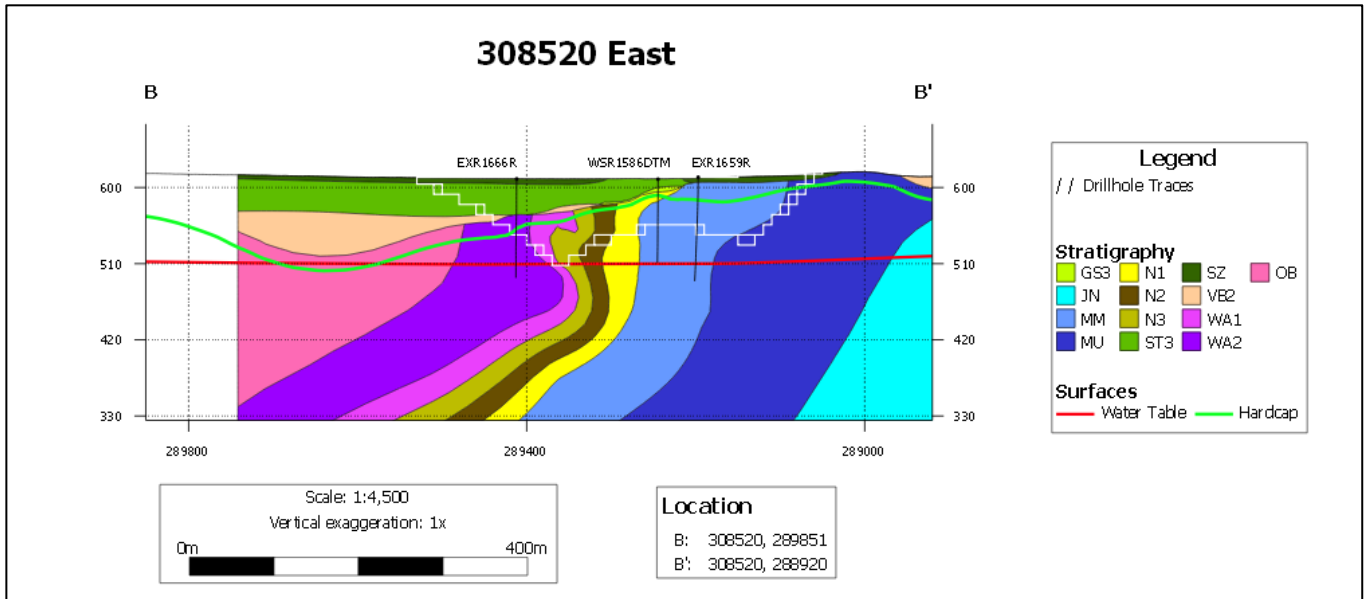 308520 East
B B'
EXR1666R WSR1586DTM EXR1659R
600 600
510 510
420 420
330 330
289800 289400 289000
Legend
/ / Drillhole Traces
Stratigraphy
GS3 N1 SZ OB
JN N2 VB2
MM N3 WA1
MU ST3 WA2
Surfaces
Water Table Hardcap
Scale: 1:4,500
Vertical exaggeration: 1x
0m 400m
Location
B: 308520, 289851
B': 308520, 288920